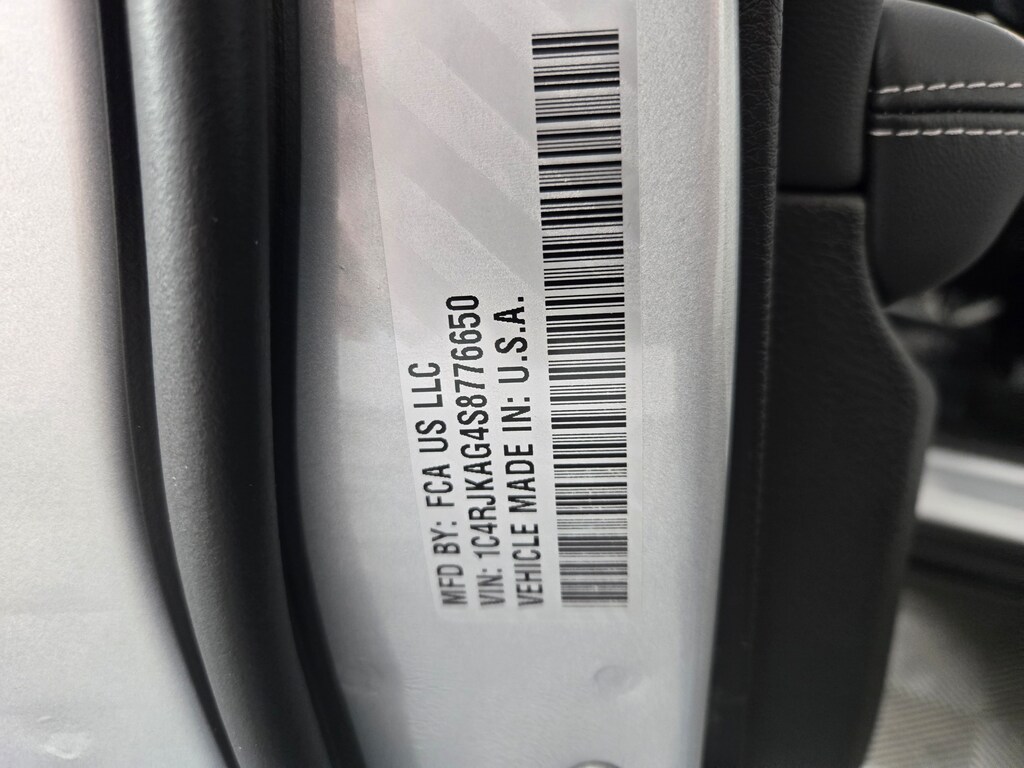 MFD BY: FCA US LLC
VIN: 1C4RJKAG4S8776650
VEHICLE MADE IN: U.S.A.